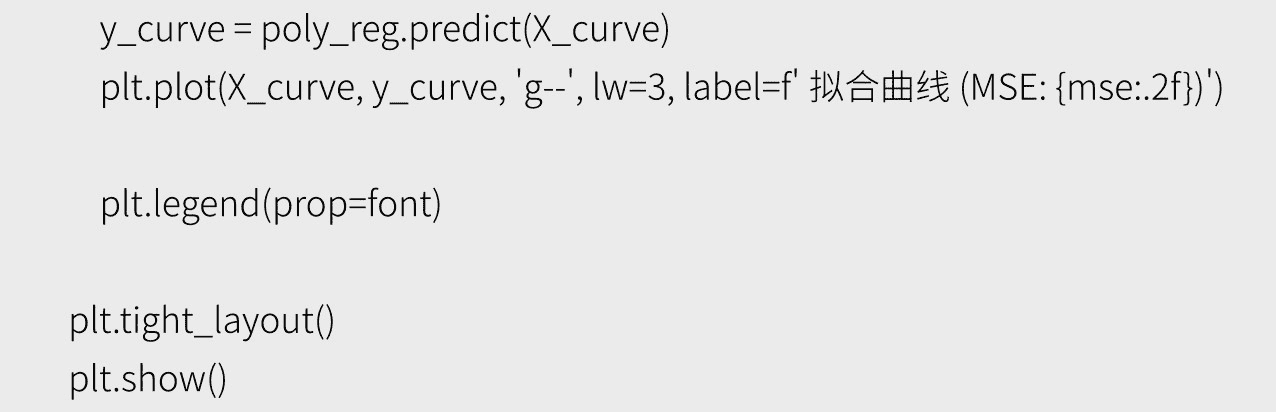 y_curve = poly_reg.predict(X_curve)
plt.plot(X_curve, y_curve, 'g--', lw=3, label=f' 拟合曲线 (MSE: {mse:.2f})')
plt.legend(prop=font)
plt.tight_layout()
plt.show()